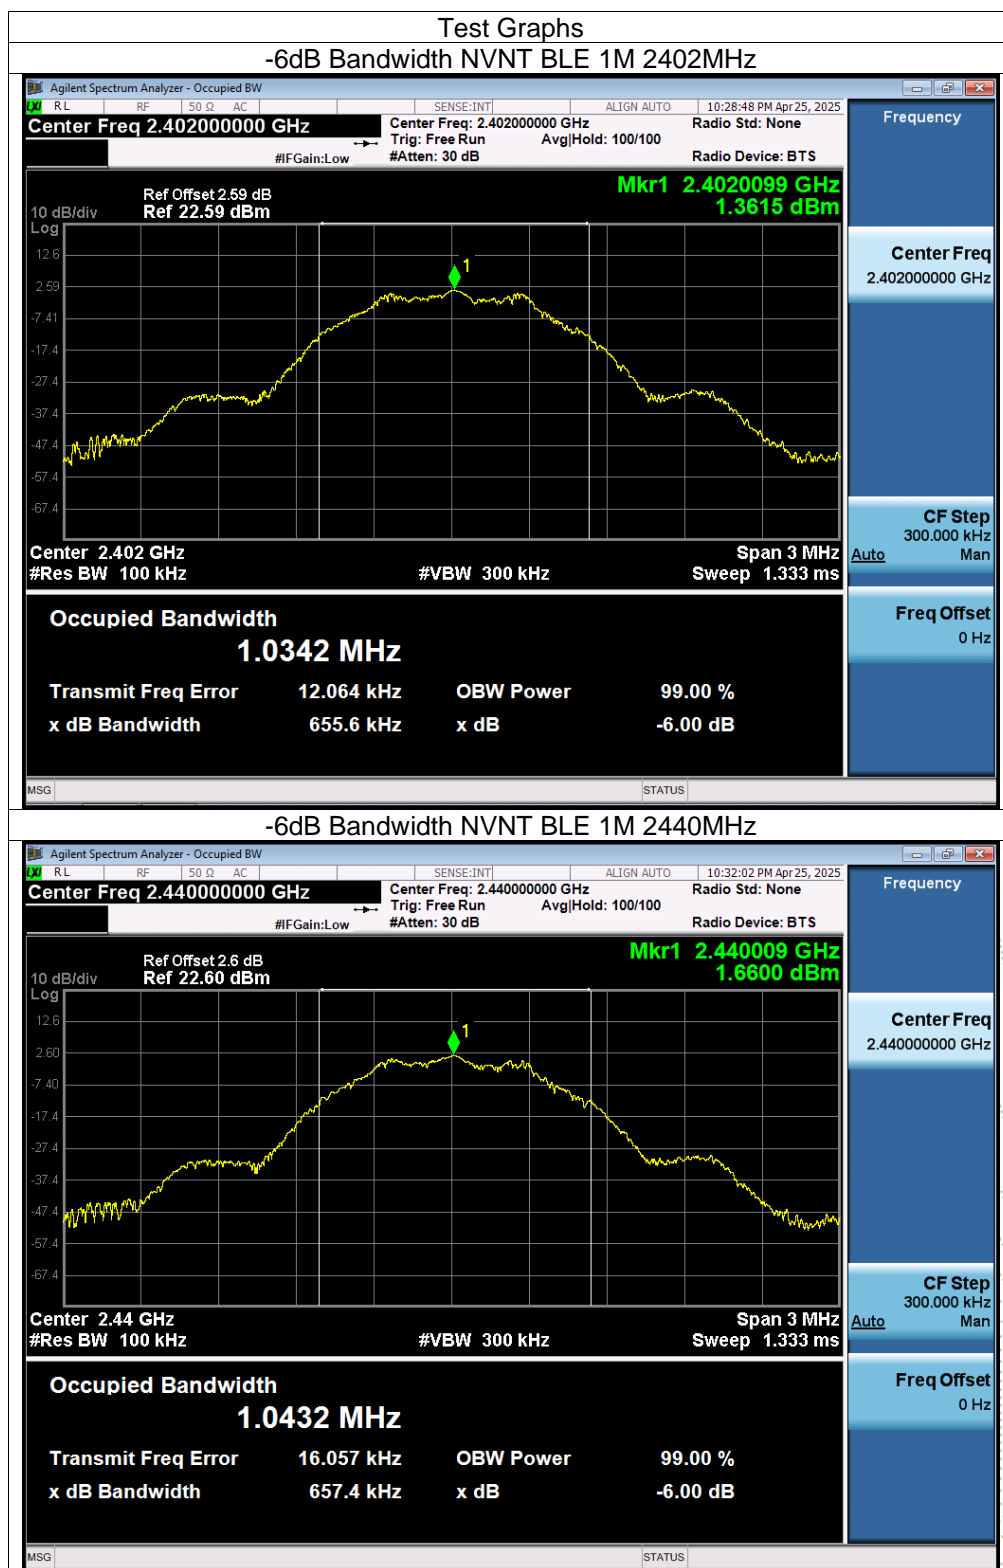 Test Graphs
-6dB Bandwidth NVNT BLE 1M 2402MHz
Agilent Spectrum Analyzer - Occupied BW
LXI RL RF 50 Ω AC SENSE:INT ALIGN AUTO 10:28:48 PM Apr 25, 2025
Center Freq 2.402000000 GHz Center Freq: 2.402000000 GHz Radio Std: None
Trig: Free Run Avg|Hold: 100/100
#IFGain:Low #Atten: 30 dB Radio Device: BTS
Frequency
Mkr1 2.4020099 GHz
1.3615 dBm
Ref Offset 2.59 dB
10 dB/div Ref 22.59 dBm
Log
12.6
2.59
-7.41
-17.4
-27.4
-37.4
-47.4
-57.4
-67.4
1
Center Freq
2.402000000 GHz
CF Step
300.000 kHz
Auto Man
Freq Offset
0 Hz
Center 2.402 GHz Span 3 MHz
#Res BW 100 kHz #VBW 300 kHz Sweep 1.333 ms
Occupied Bandwidth
1.0342 MHz
Transmit Freq Error 12.064 kHz OBW Power 99.00 %
x dB Bandwidth 655.6 kHz x dB -6.00 dB
MSG STATUS
-6dB Bandwidth NVNT BLE 1M 2440MHz
Agilent Spectrum Analyzer - Occupied BW
LXI RL RF 50 Ω AC SENSE:INT ALIGN AUTO 10:32:02 PM Apr 25, 2025
Center Freq 2.440000000 GHz Center Freq: 2.440000000 GHz Radio Std: None
Trig: Free Run Avg|Hold: 100/100
#IFGain:Low #Atten: 30 dB Radio Device: BTS
Frequency
Mkr1 2.440009 GHz
1.6600 dBm
Ref Offset 2.6 dB
10 dB/div Ref 22.60 dBm
Log
12.6
2.60
-7.40
-17.4
-27.4
-37.4
-47.4
-57.4
-67.4
1
Center Freq
2.440000000 GHz
CF Step
300.000 kHz
Auto Man
Freq Offset
0 Hz
Center 2.44 GHz Span 3 MHz
#Res BW 100 kHz #VBW 300 kHz Sweep 1.333 ms
Occupied Bandwidth
1.0432 MHz
Transmit Freq Error 16.057 kHz OBW Power 99.00 %
x dB Bandwidth 657.4 kHz x dB -6.00 dB
MSG STATUS